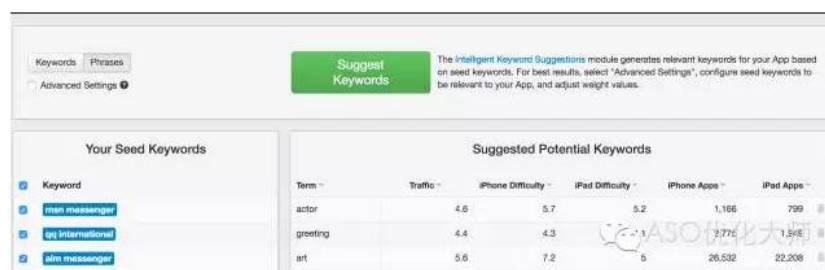 Keywords Phrases
Advanced Settings
Suggest
Keywords
The Intelligent Keyword Suggestions module generates relevant keywords for your App based
on seed keywords. For best results, select "Advanced Settings", configure seed keywords to
be relevant to your App, and adjust weight values.
Your Seed Keywords
Keyword
msn messenger
qq international
aim messenger
Suggested Potential Keywords
Term Traffic iPhone Difficulty iPad Difficulty iPhone Apps iPad Apps
actor 4.6 5.7 5.2 1,166 799
greeting 4.4 4.3
art 5.6 7.2 5 26,532 22,208
ASO优化大师